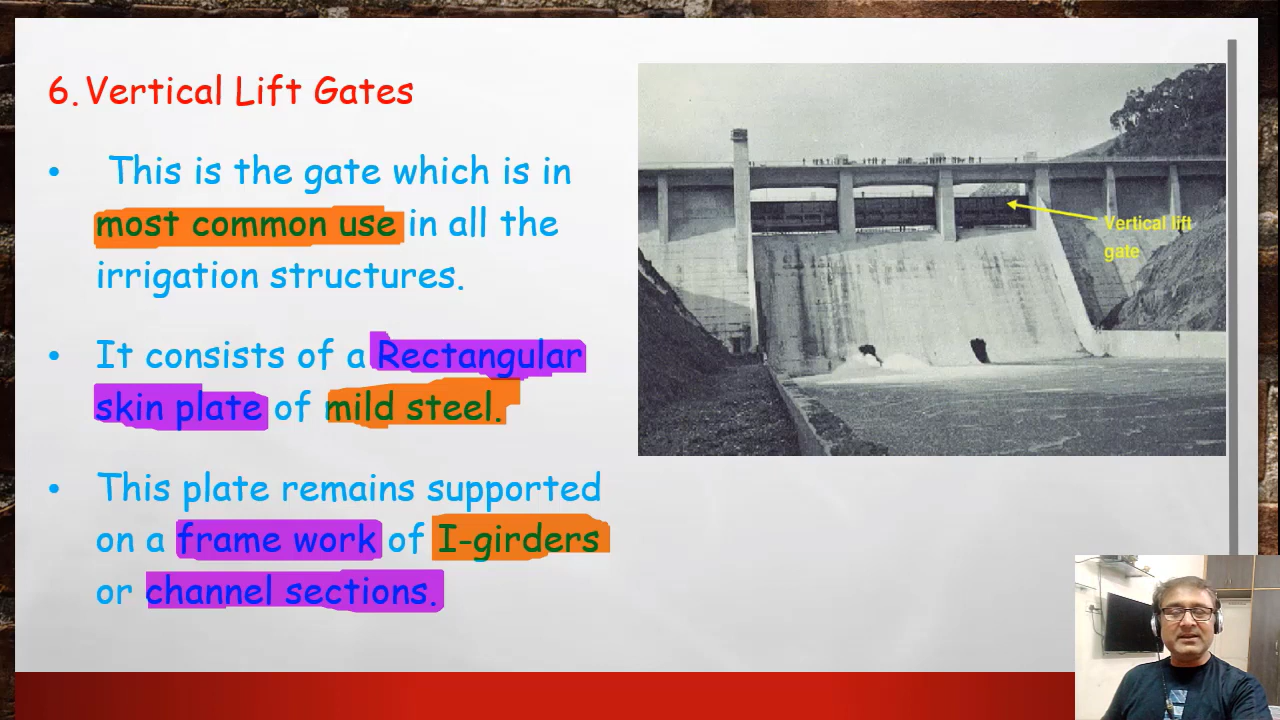 6. Vertical Lift Gates
• This is the gate which is in
most common use in all the
irrigation structures.
• It consists of a Rectangular
skin plate of mild steel.
• This plate remains supported
on a frame work of I-girders
or channel sections.
Vertical lift
gate